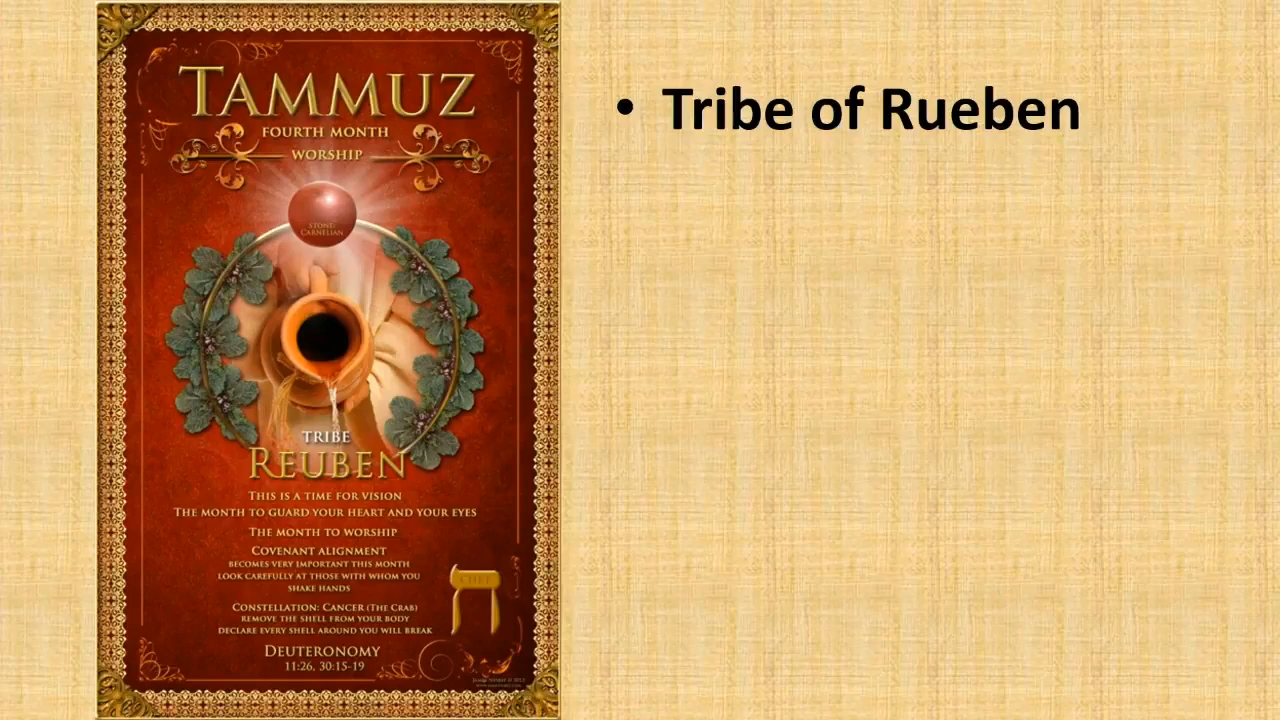 TAMMUZ
FOURTH MONTH
WORSHIP
STONE:
CARNELIAN
TRIBE
REUBEN
THIS IS A TIME FOR VISION
THE MONTH TO GUARD YOUR HEART AND YOUR EYES
THE MONTH TO WORSHIP
COVENANT ALIGNMENT
BECOMES VERY IMPORTANT THIS MONTH
LOOK CAREFULLY AT THOSE WITH WHOM YOU
SHAKE HANDS
CONSTELLATION: CANCER (THE CRAB)
REMOVE THE SHELL FROM YOUR BODY
DECLARE EVERY SHELL AROUND YOU WILL BREAK
DEUTERONOMY
11:26, 30:15-19
CHET
ח
• Tribe of Rueben